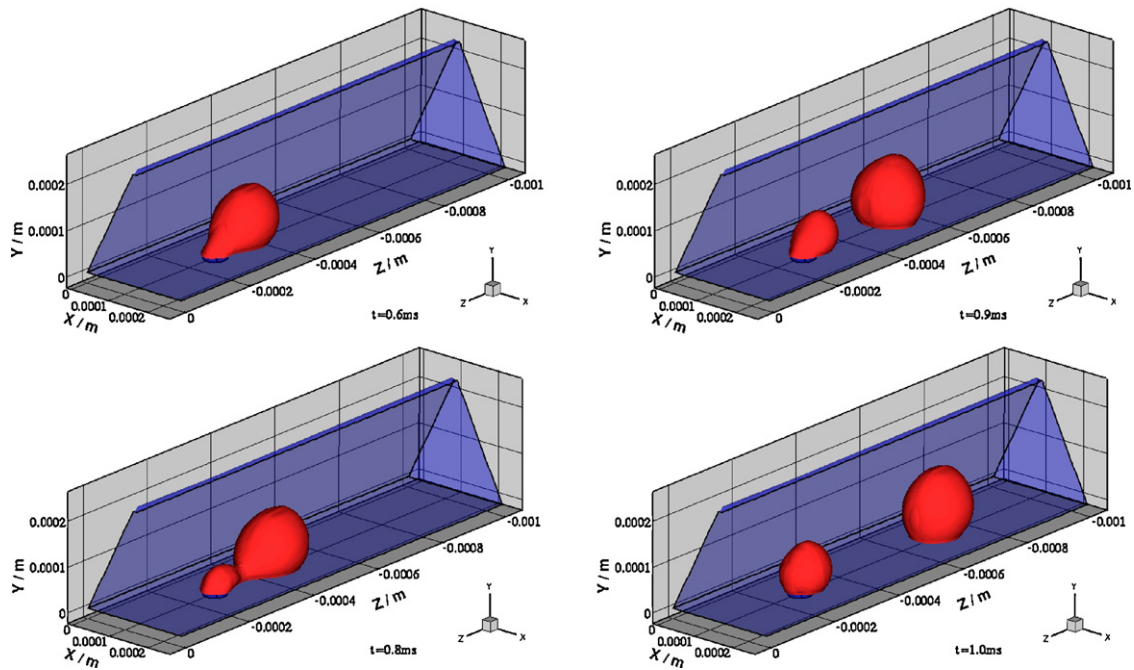 0.0002
0.0001
0
Y / m
0
0.0001
0.0002
X / m
0
-0.0002
-0.0004
-0.0006
-0.0008
-0.001
Z / m
Y
Z
X
t=0.6ms
0.0002
0.0001
0
Y / m
0
0.0001
0.0002
X / m
0
-0.0002
-0.0004
-0.0006
-0.0008
-0.001
Z / m
Y
Z
X
t=0.9ms
0.0002
0.0001
0
Y / m
0
0.0001
0.0002
X / m
0
-0.0002
-0.0004
-0.0006
-0.0008
-0.001
Z / m
Y
Z
X
t=0.8ms
0.0002
0.0001
0
Y / m
0
0.0001
0.0002
X / m
0
-0.0002
-0.0004
-0.0006
-0.0008
-0.001
Z / m
Y
Z
X
t=1.0ms